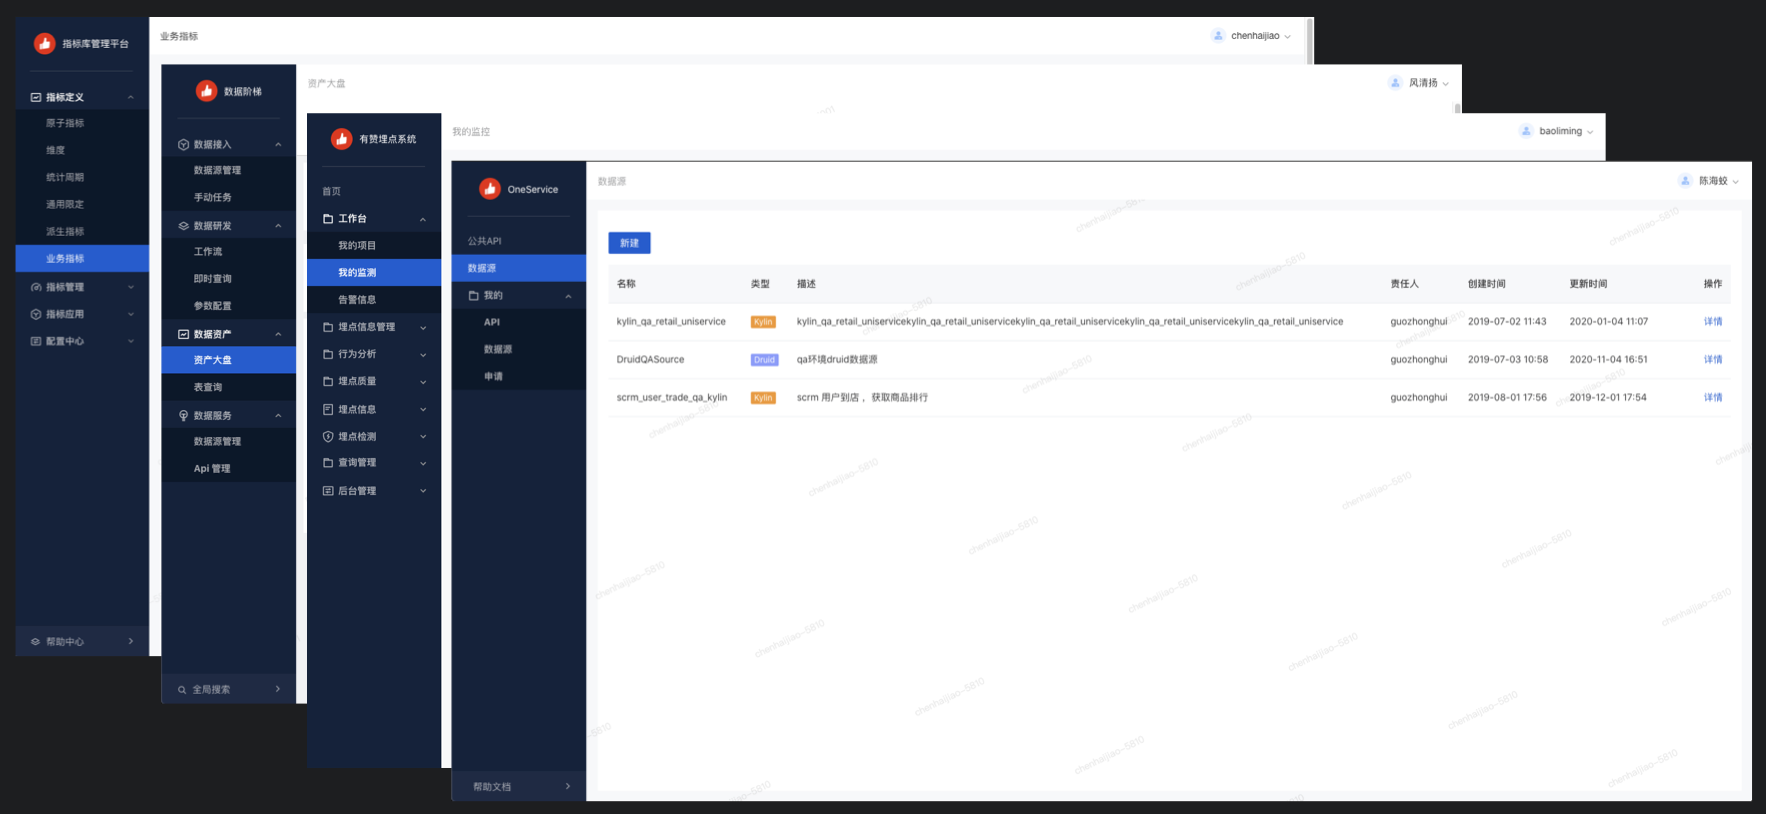 指标库管理平台
业务指标
chenhaijiao
指标定义
原子指标
维度
统计周期
通用限定
派生指标
业务指标
指标管理
指标应用
配置中心
帮助中心
数据阶梯
资产大盘
风清扬
数据接入
数据源管理
手动任务
数据研发
工作流
即时查询
参数配置
数据资产
资产大盘
表查询
数据服务
数据源管理
Api 管理
全局搜索
有赞埋点系统
我的监控
baoliming
首页
工作台
我的项目
我的监测
告警信息
埋点信息管理
行为分析
埋点质量
埋点信息
埋点检测
查询管理
后台管理
OneService
数据源
陈海蛟
公共API
数据源
我的
API
数据源
申请
帮助文档
新建
名称 类型 描述 责任人 创建时间 更新时间 操作
kylin_qa_retail_uniservice Kylin kylin_qa_retail_uniservicekylin_qa_retail_uniservicekylin_qa_retail_uniservicekylin_qa_retail_uniservicekylin_qa_retail_uniservice guozhonghui 2019-07-02 11:43 2020-01-04 11:07 详情
DruidQASource Druid qa环境druid数据源 guozhonghui 2019-07-03 10:58 2020-11-04 16:51 详情
scrm_user_trade_qa_kylin Kylin scrm 用户到店，获取商品排行 guozhonghui 2019-08-01 17:56 2019-12-01 17:54 详情
chenhaijiao-5810